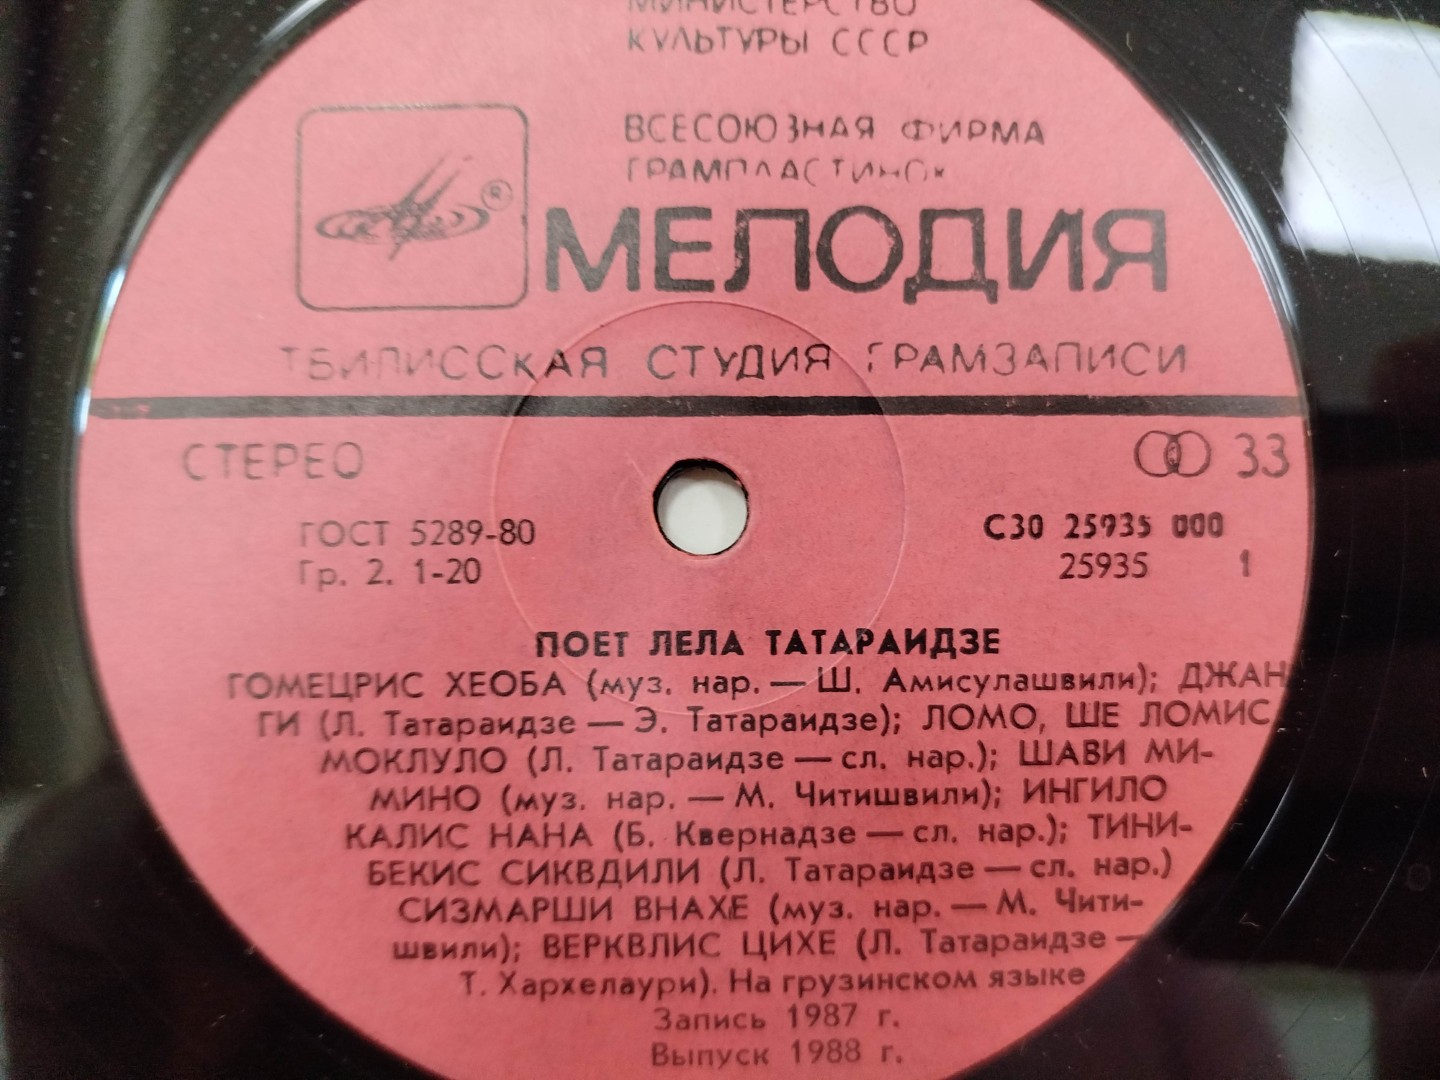 МИНИСТЕРСТВО
КУЛЬТУРЫ СССР
ВСЕСОЮЗНАЯ ФИРМА
ГРАМПЛАСТИНОК
®
МЕЛОДИЯ
ТБИЛИССКАЯ СТУДИЯ ГРАМЗАПИСИ
СТЕРЕО
33
ГОСТ 5289-80
С30 25935 000
Гр. 2. 1-20
25935 1
ПОЕТ ЛЕЛА ТАТАРАИДЗЕ
ГОМЕЦРИС ХЕОБА (муз. нар. — Ш. Амисулашвили); ДЖАН-
ГИ (Л. Татараидзе — Э. Татараидзе); ЛОМО, ШЕ ЛОМИС
МОКЛУЛО (Л. Татараидзе — сл. нар.); ШАВИ МИ-
МИНО (муз. нар. — М. Читишвили); ИНГИЛО
КАЛИС НАНА (Б. Квернадзе — сл. нар.); ТИНИ-
БЕКИС СИКВДИЛИ (Л. Татараидзе — сл. нар.)
СИЗМАРШИ ВНАХЕ (муз. нар. — М. Чити-
швили); ВЕРКВЛИС ЦИХЕ (Л. Татараидзе —
Т. Хархелаури). На грузинском языке
Запись 1987 г.
Выпуск 1988 г.